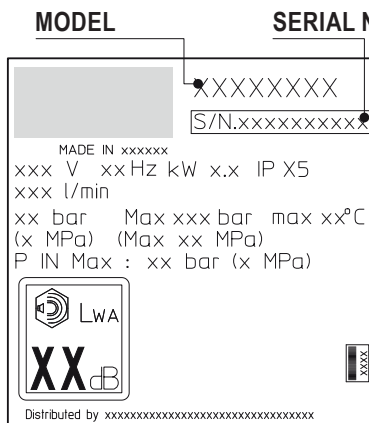 MODEL SERIAL N
XXXXXXXX
S/N.xxxxxxxxxx
MADE IN xxxxxx
xxx V xx Hz kW x.x IP X5
xxx l/min
xx bar Max xxx bar max xx°C
(x MPa) (Max xx MPa)
P IN Max : xx bar (x MPa)
LWA
XX dB
xxxx
Distributed by xxxxxxxxxxxxxxxxxxxxxxxxxxxxxxxxx